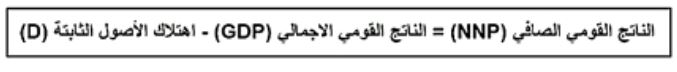 الناتج القومي الصافي (NNP) = الناتج القومي الاجمالي (GDP) - اهتلاك الأصول الثابتة (D)